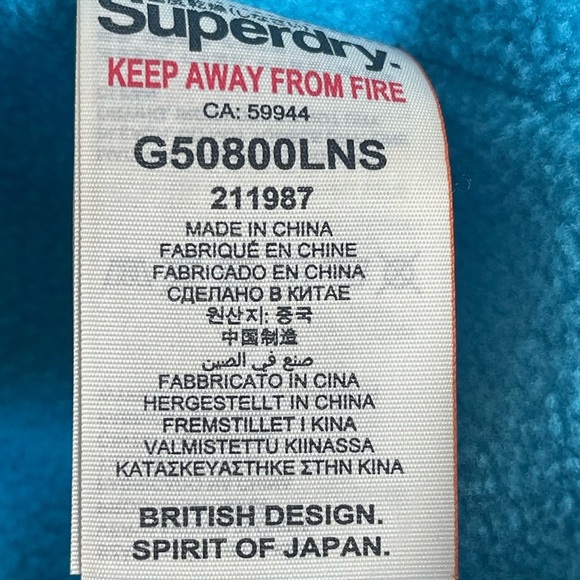 Superdry.
KEEP AWAY FROM FIRE
CA: 59944
G50800LNS
211987
MADE IN CHINA
FABRIQUÉ EN CHINE
FABRICADO EN CHINA
СДЕЛАНО В КИТАЕ
원산지: 중국
中国制造
صنع في الصين
FABBRICATO IN CINA
HERGESTELLT IN CHINA
FREMSTILLET I KINA
VALMISTETTU KIINASSA
ΚΑΤΑΣΚΕΥΑΣΤΗΚΕ ΣΤΗΝ ΚΙΝΑ
BRITISH DESIGN.
SPIRIT OF JAPAN.